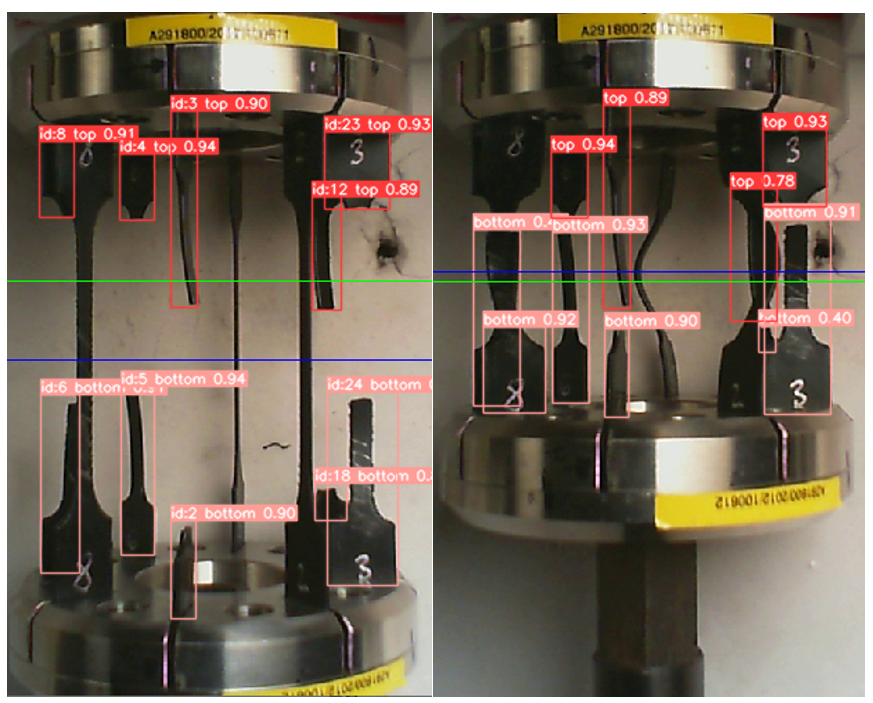 id:3 top 0.90
id:8 top 0.91
id:4 top 0.94
id:23 top 0.93
8
3
id:12 top 0.89
id:6 bottom
id:5 bottom 0.94
id:24 bottom
id:18 bottom
id:2 bottom 0.90
8
3
top 0.89
top 0.94
top 0.93
8
3
top 0.78
bottom
bottom 0.93
bottom 0.91
bottom 0.92
bottom 0.90
bottom 0.40
8
3